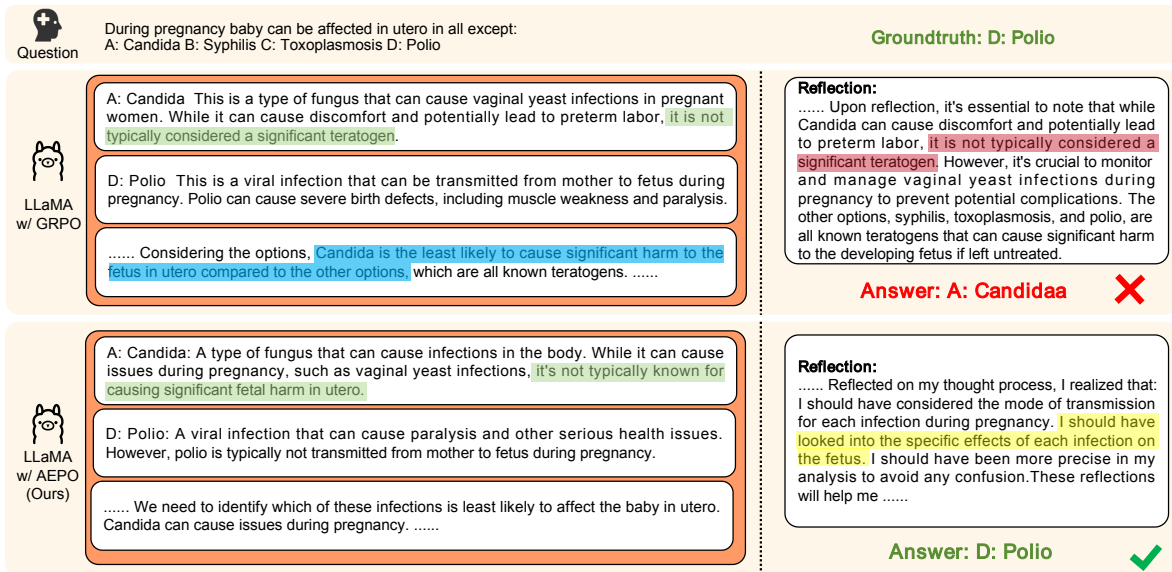 During pregnancy baby can be affected in utero in all except:
A: Candida B: Syphilis C: Toxoplasmosis D: Polio
Question
Groundtruth: D: Polio
LLaMA
w/ GRPO
A: Candida This is a type of fungus that can cause vaginal yeast infections in pregnant
women. While it can cause discomfort and potentially lead to preterm labor, it is not
typically considered a significant teratogen.
D: Polio This is a viral infection that can be transmitted from mother to fetus during
pregnancy. Polio can cause severe birth defects, including muscle weakness and paralysis.
...... Considering the options, Candida is the least likely to cause significant harm to the
fetus in utero compared to the other options, which are all known teratogens. ......
Reflection:
...... Upon reflection, it's essential to note that while
Candida can cause discomfort and potentially lead
to preterm labor, it is not typically considered a
significant teratogen. However, it's crucial to monitor
and manage vaginal yeast infections during
pregnancy to prevent potential complications. The
other options, syphilis, toxoplasmosis, and polio, are
all known teratogens that can cause significant harm
to the developing fetus if left untreated.
Answer: A: Candidaa
LLaMA
w/ AEPO
(Ours)
A: Candida: A type of fungus that can cause infections in the body. While it can cause
issues during pregnancy, such as vaginal yeast infections, it's not typically known for
causing significant fetal harm in utero.
D: Polio: A viral infection that can cause paralysis and other serious health issues.
However, polio is typically not transmitted from mother to fetus during pregnancy.
...... We need to identify which of these infections is least likely to affect the baby in utero.
Candida can cause issues during pregnancy. ......
Reflection:
...... Reflected on my thought process, I realized that:
I should have considered the mode of transmission
for each infection during pregnancy. I should have
looked into the specific effects of each infection on
the fetus. I should have been more precise in my
analysis to avoid any confusion.These reflections
will help me ......
Answer: D: Polio